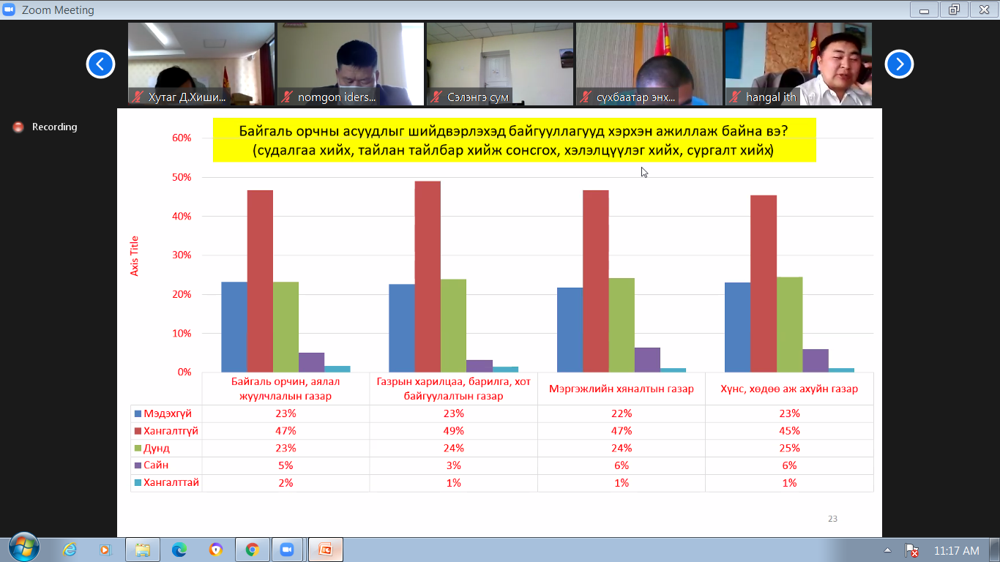 Zoom Meeting
Хутаг Д.Хиши...
nomgon iders...
Сэлэнгэ сум
сүхбаатар энх...
hangal ith
Recording
Байгаль орчны асуудлыг шийдвэрлэхэд байгууллагууд хэрхэн ажиллаж байна вэ?
(судалгаа хийх, тайлан тайлбар хийж сонсгох, хэлэлцүүлэг хийх, сургалт хийх)
60%
50%
40%
30%
20%
10%
0%
Axis Title
Байгаль орчин, аялал
жуулчлалын газар
Газрын харилцаа, барилга, хот
байгуулалтын газар
Мэргэжлийн хяналтын газар
Хүнс, хөдөө аж ахуйн газар
Мэдэхгүй 23% 23% 22% 23%
Хангалтгүй 47% 49% 47% 45%
Дунд 23% 24% 24% 25%
Сайн 5% 3% 6% 6%
Хангалттай 2% 1% 1% 1%
23
11:17 AM